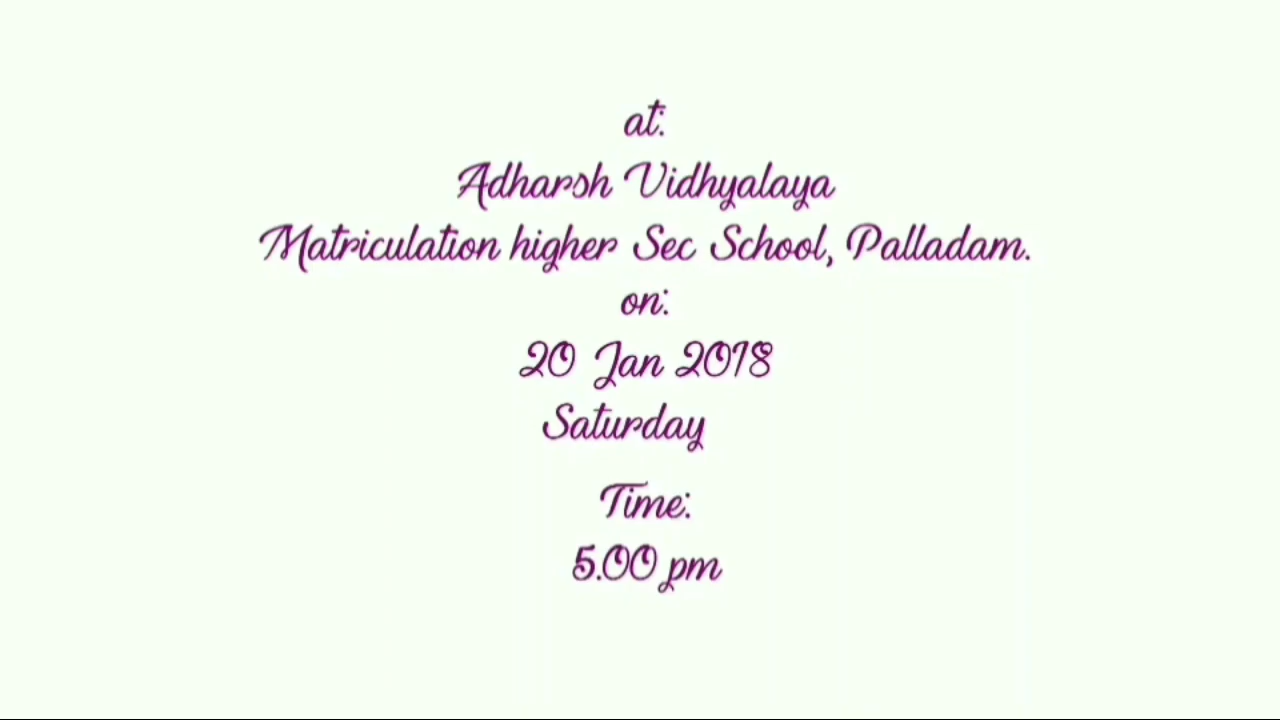 at:
Adharsh Vidhyalaya
Matriculation higher Sec School, Palladam.
on:
20 Jan 2018
Saturday
Time:
5.00 pm